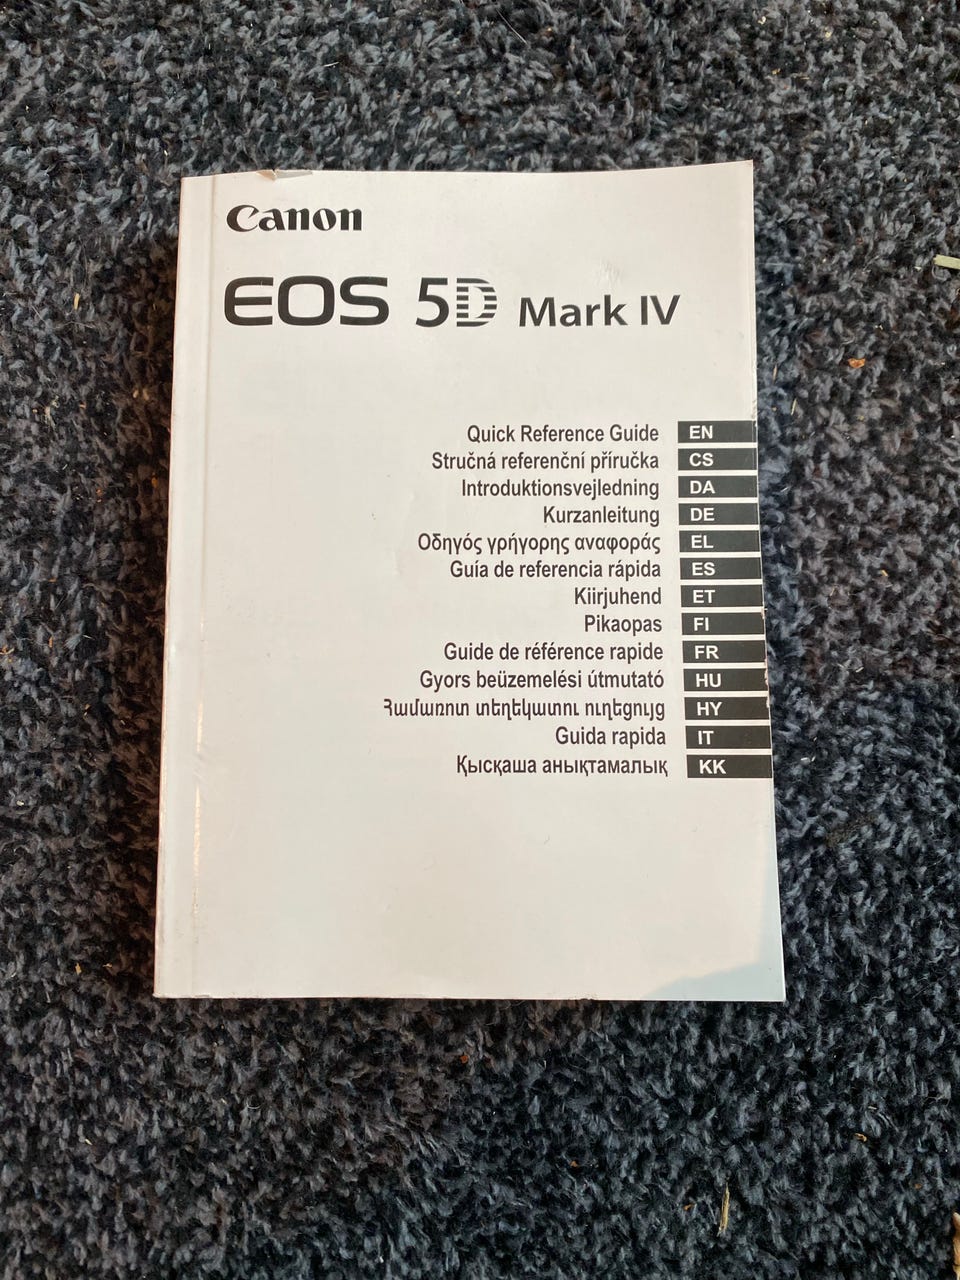 Canon
EOS 5D Mark IV
Quick Reference Guide EN
Stručná referenční příručka CS
Introduktionsvejledning DA
Kurzanleitung DE
Οδηγός γρήγορης αναφοράς EL
Guía de referencia rápida ES
Kiirjuhend ET
Pikaopas FI
Guide de référence rapide FR
Gyors beüzemelési útmutató HU
Համառոտ տեղեկատու ուղեցույց HY
Guida rapida IT
Қысқаша анықтамалық KK